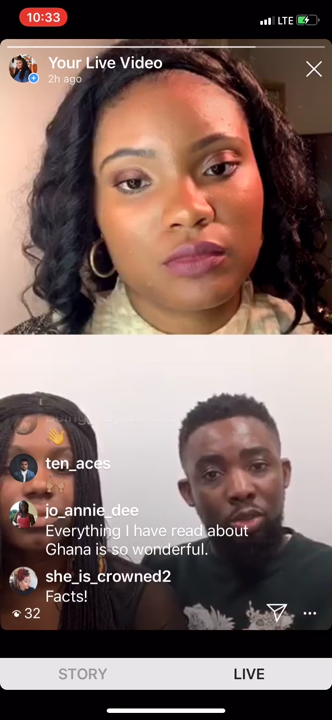 10:33
LTE
Your Live Video
2h ago
ten_aces
jo_annie_dee
Everything I have read about
Ghana is so wonderful.
she_is_crowned2
Facts!
32
STORY
LIVE